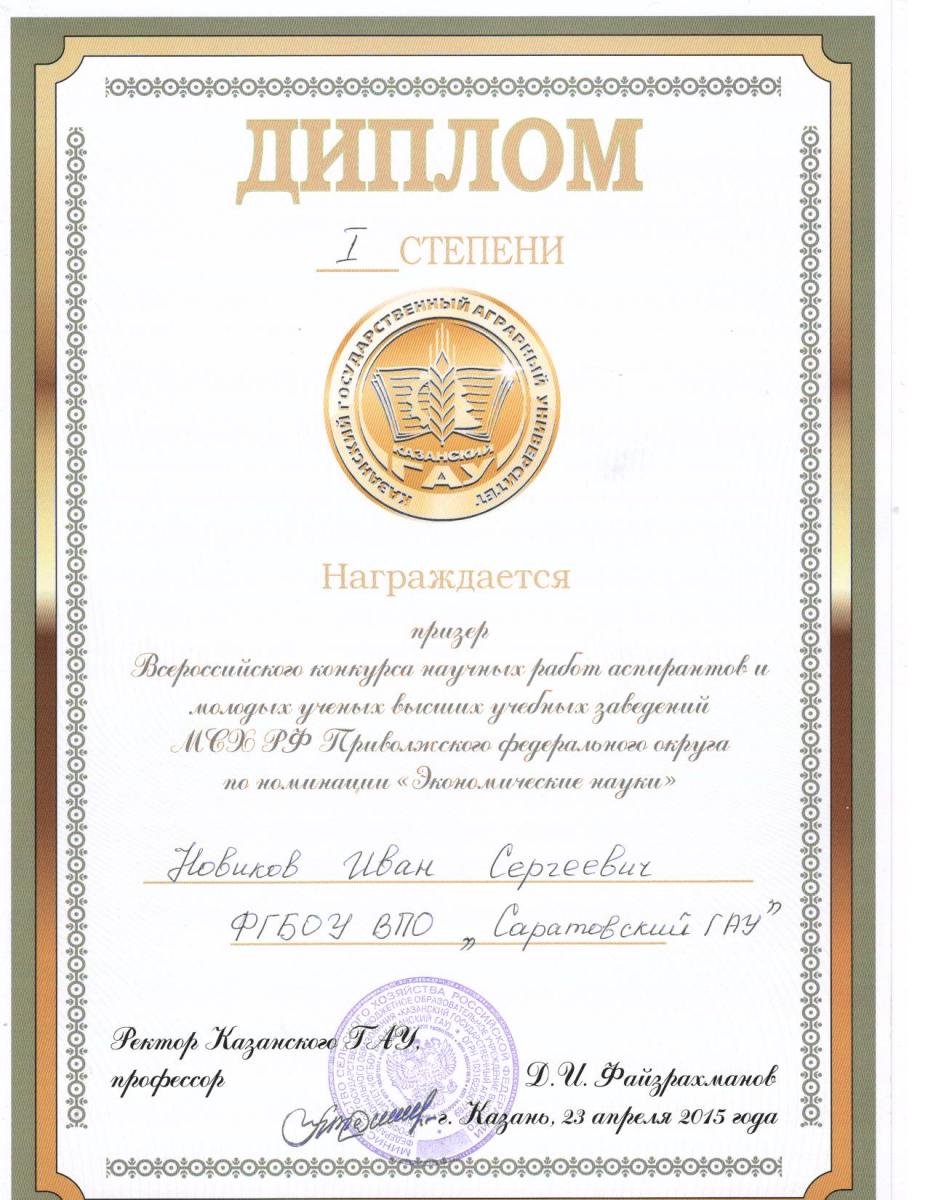 ДИПЛОМ
I СТЕПЕНИ
КАЗАНСКИЙ ГОСУДАРСТВЕННЫЙ АГРАРНЫЙ УНИВЕРСИТЕТ
КАЗАНСКИЙ
ГАУ
Награждается
призер
Всероссийского конкурса научных работ аспирантов и
молодых ученых высших учебных заведений
МСХ РФ Приволжского федерального округа
по номинации «Экономические науки»
Новиков Иван Сергеевич
ФГБОУ ВПО „Саратовский ГАУ”
Ректор Казанского ГАУ,
профессор
Д.И. Файзрахманов
г. Казань, 23 апреля 2015 года